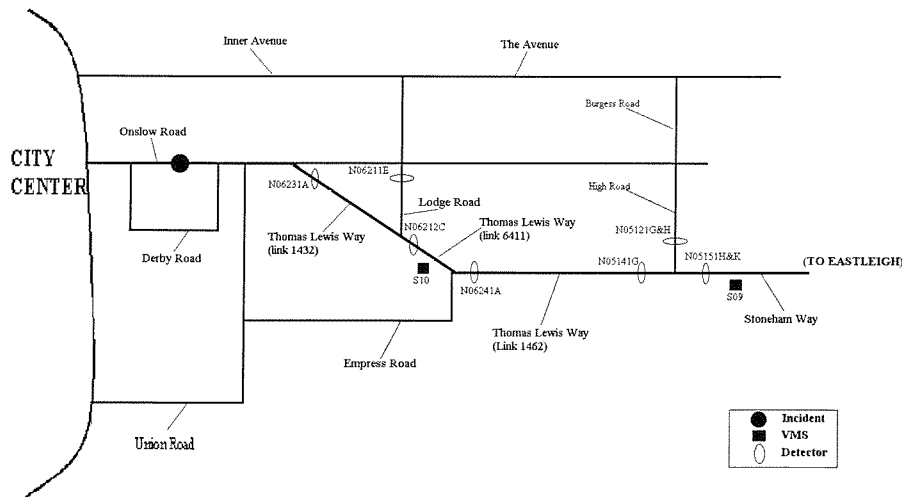 Inner Avenue
The Avenue
Burgess Road
Onslow Road
CITY
CENTER
N06231A
N06211E
High Road
Lodge Road
N06212C
Thomas Lewis Way
(link 6411)
N05121G&H
Thomas Lewis Way
(link 1432)
Derby Road
N05141G
N05151H&K
(TO EASTLEIGH)
S10
N06241A
S09
Stoneham Way
Thomas Lewis Way
(Link 1462)
Empress Road
Union Road
Incident
VMS
Detector